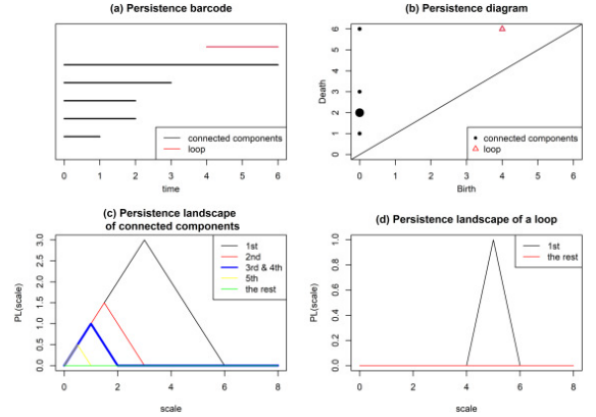 (a) Persistence barcode
connected components
loop
0 1 2 3 4 5 6
time
(b) Persistence diagram
Death
6
5
4
3
2
1
0
connected components
loop
0 1 2 3 4 5 6
Birth
(c) Persistence landscape
of connected components
PL(scale)
3.0
2.5
2.0
1.5
1.0
0.5
0.0
1st
2nd
3rd & 4th
5th
the rest
0 2 4 6 8
scale
(d) Persistence landscape of a loop
PL(scale)
1.0
0.8
0.6
0.4
0.2
0.0
1st
the rest
0 2 4 6 8
scale